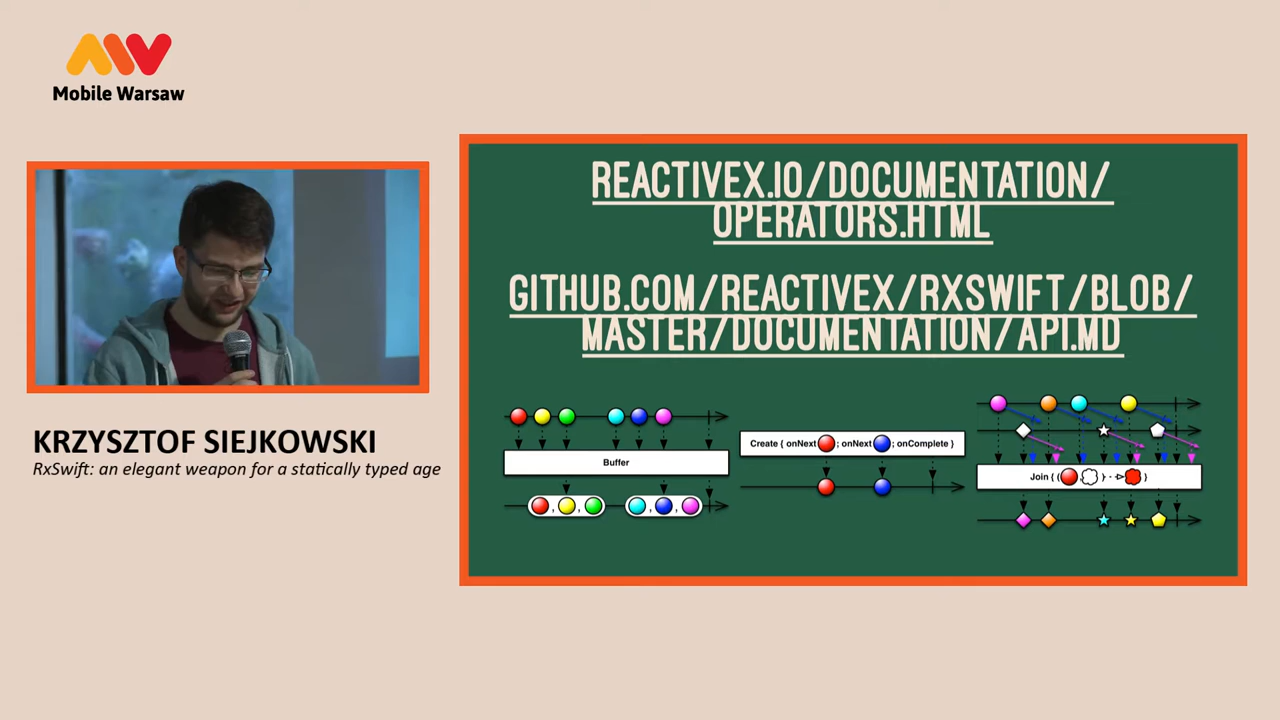 Mobile Warsaw
REACTIVEX.IO/DOCUMENTATION/
OPERATORS.HTML
GITHUB.COM/REACTIVEX/RXSWIFT/BLOB/
MASTER/DOCUMENTATION/API.MD
Buffer
Create { onNext ; onNext ; onComplete }
Join { ( , ) → }
KRZYSZTOF SIEJKOWSKI
RxSwift: an elegant weapon for a statically typed age